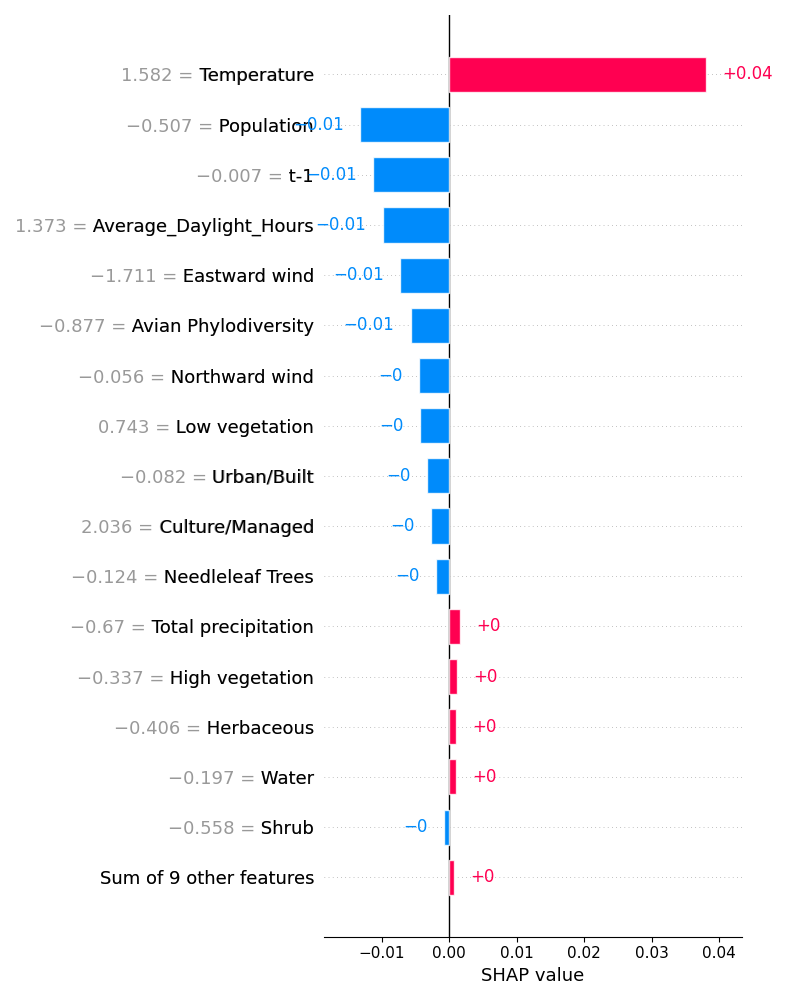 1.582 = Temperature +0.04
−0.507 = Population −0.01
−0.007 = t-1 −0.01
1.373 = Average_Daylight_Hours −0.01
−1.711 = Eastward wind −0.01
−0.877 = Avian Phylodiversity −0.01
−0.056 = Northward wind −0
0.743 = Low vegetation −0
−0.082 = Urban/Built −0
2.036 = Culture/Managed −0
−0.124 = Needleleaf Trees −0
−0.67 = Total precipitation +0
−0.337 = High vegetation +0
−0.406 = Herbaceous +0
−0.197 = Water +0
−0.558 = Shrub −0
Sum of 9 other features +0
−0.01 0.00 0.01 0.02 0.03 0.04
SHAP value